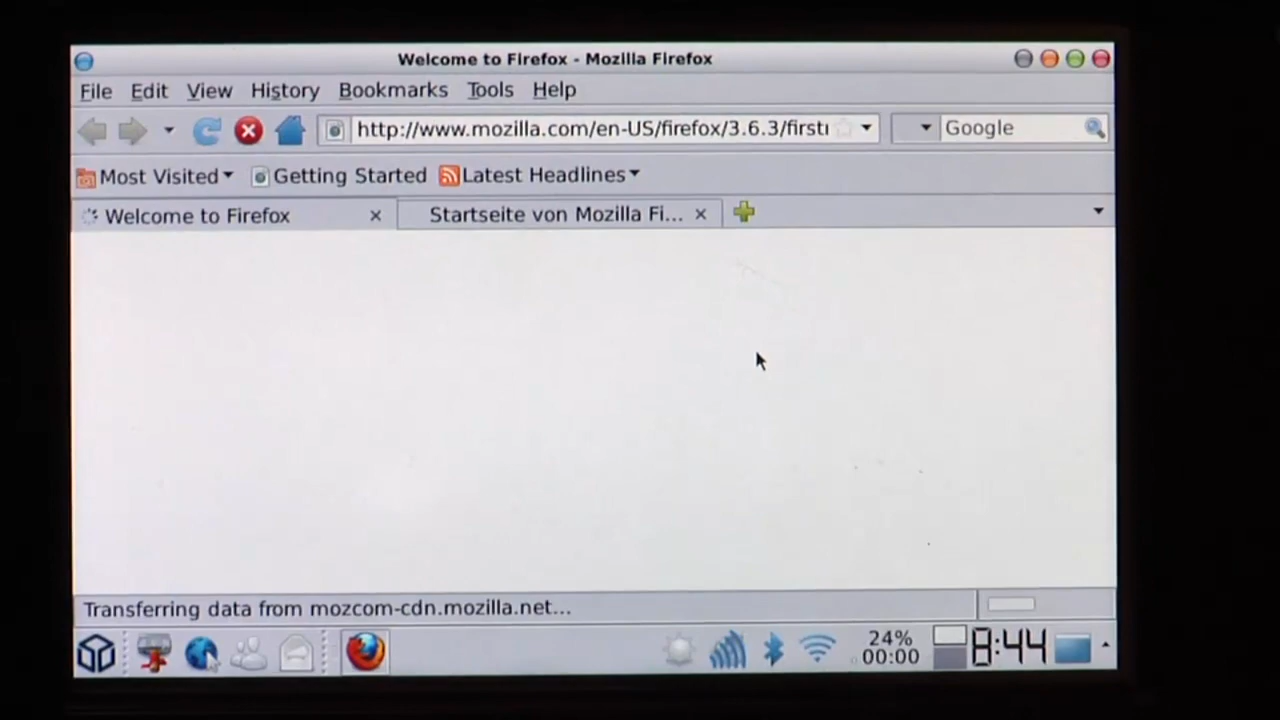 Welcome to Firefox - Mozilla Firefox
File Edit View History Bookmarks Tools Help
http://www.mozilla.com/en-US/firefox/3.6.3/first Google
Most Visited Getting Started Latest Headlines
Welcome to Firefox Startseite von Mozilla Fi...
Transferring data from mozcom-cdn.mozilla.net...
24% 8:44
00:00